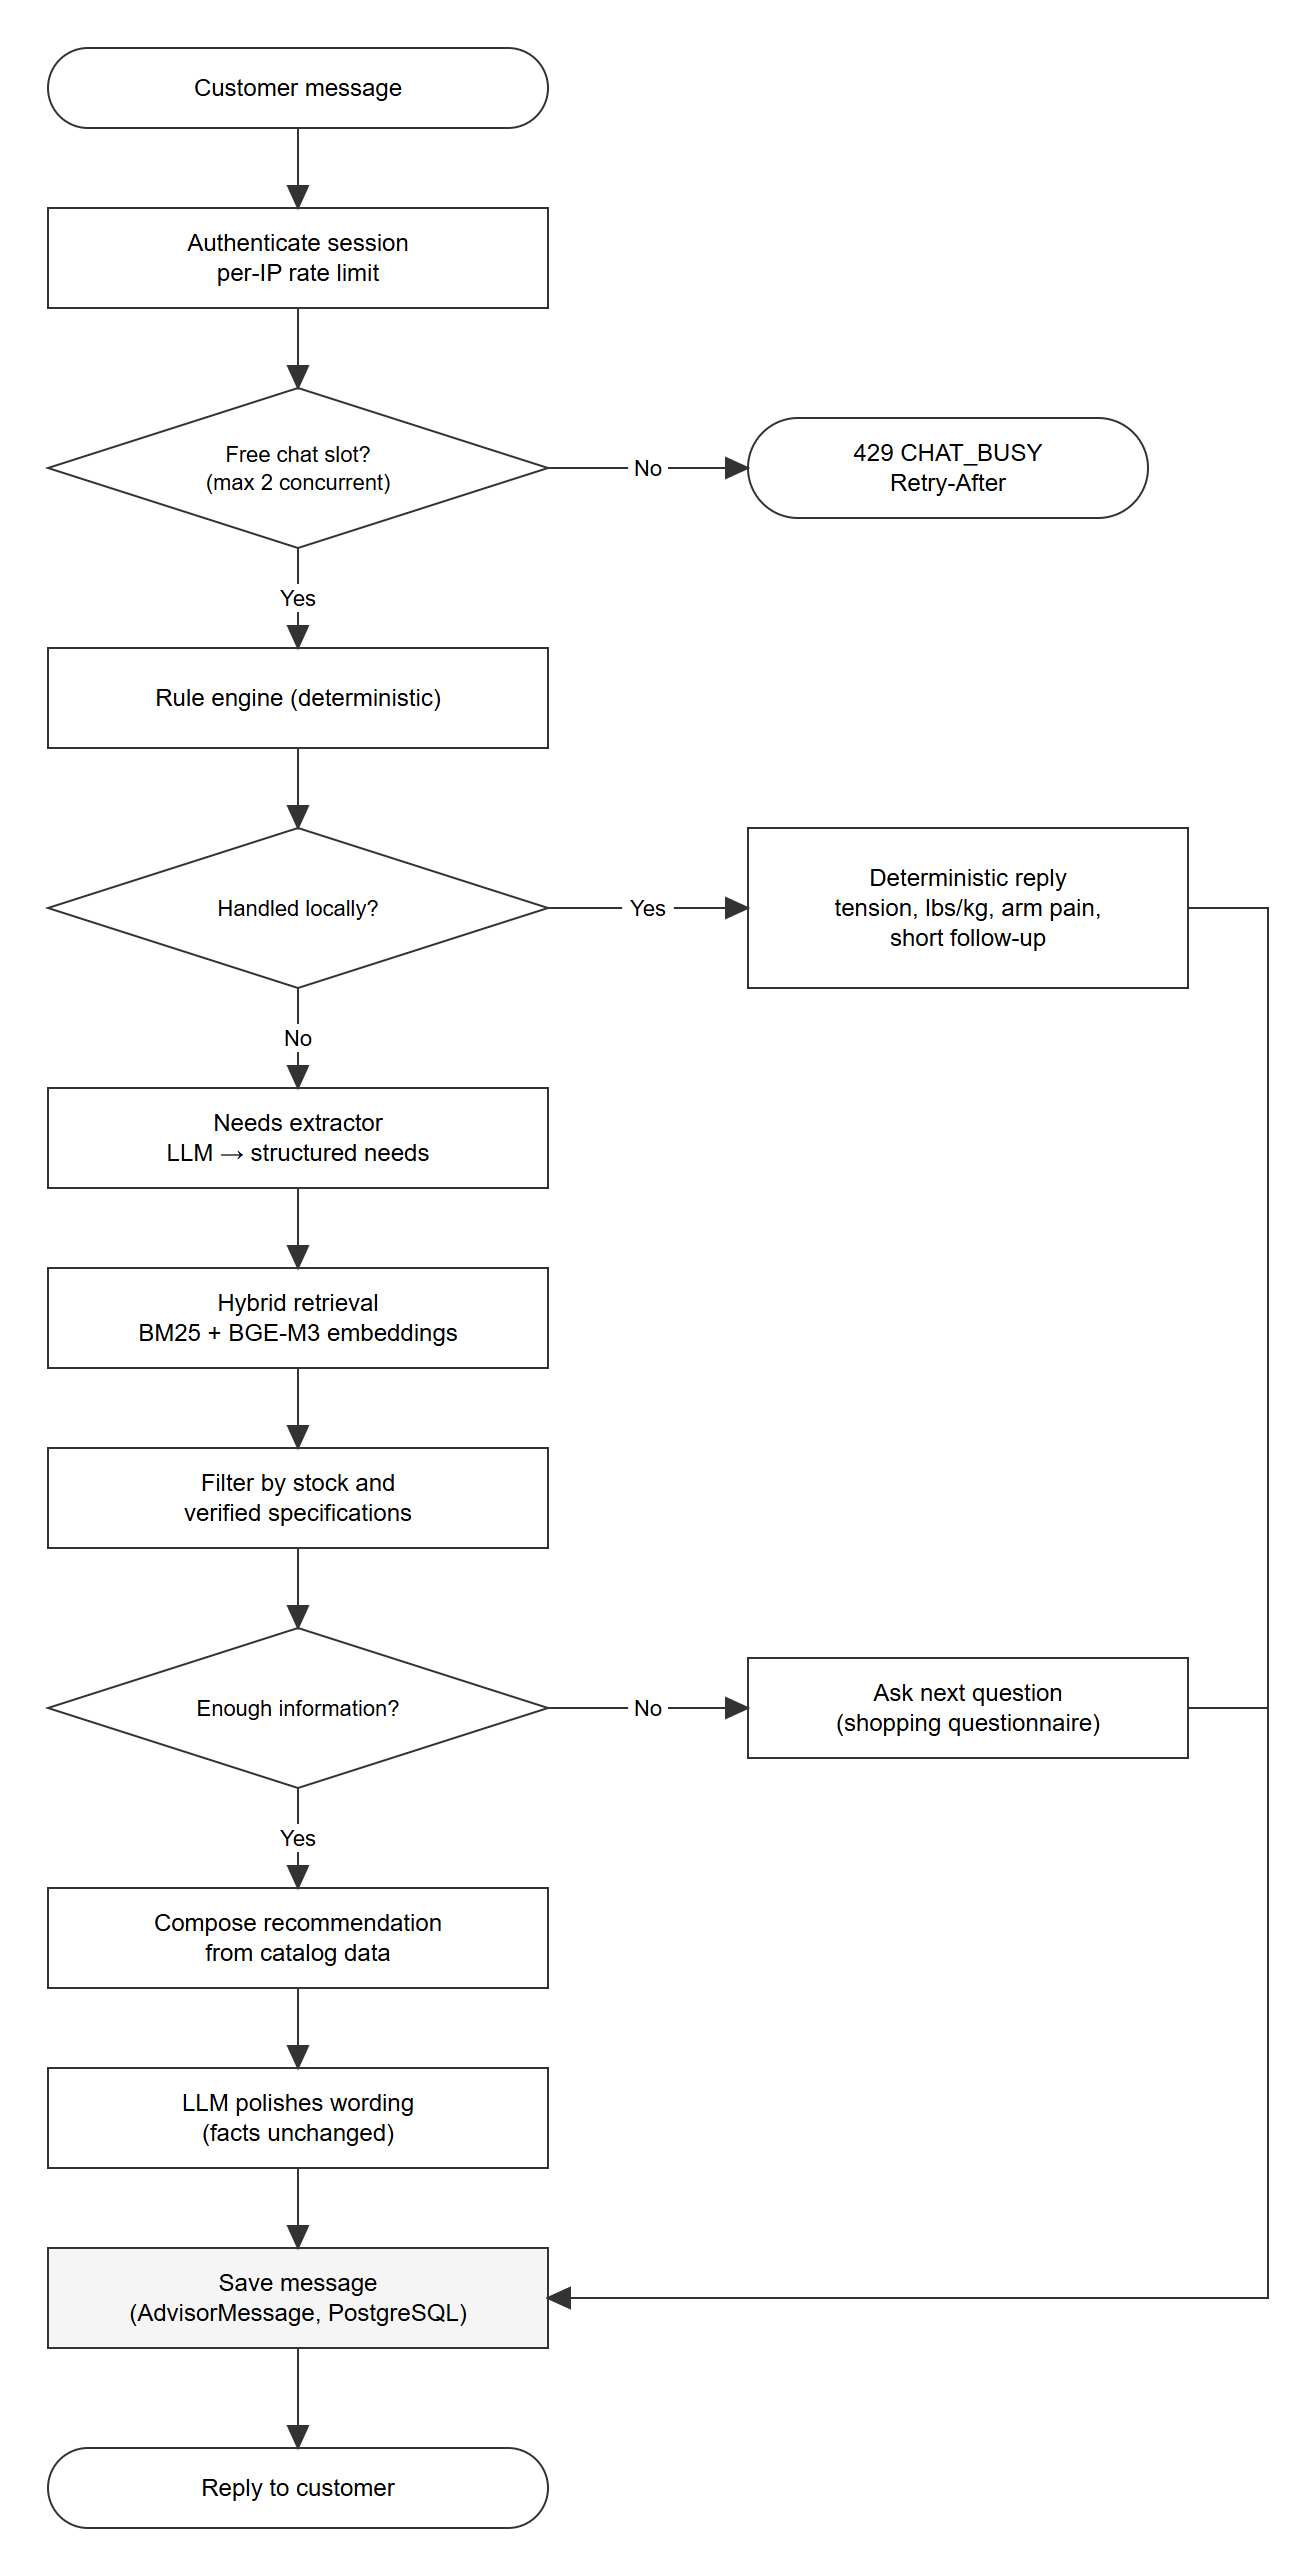 Customer message
Authenticate session
per-IP rate limit
Free chat slot?
(max 2 concurrent)
No
429 CHAT_BUSY
Retry-After
Yes
Rule engine (deterministic)
Handled locally?
Yes
Deterministic reply
tension, lbs/kg, arm pain,
short follow-up
No
Needs extractor
LLM → structured needs
Hybrid retrieval
BM25 + BGE-M3 embeddings
Filter by stock and
verified specifications
Enough information?
No
Ask next question
(shopping questionnaire)
Yes
Compose recommendation
from catalog data
LLM polishes wording
(facts unchanged)
Save message
(AdvisorMessage, PostgreSQL)
Reply to customer